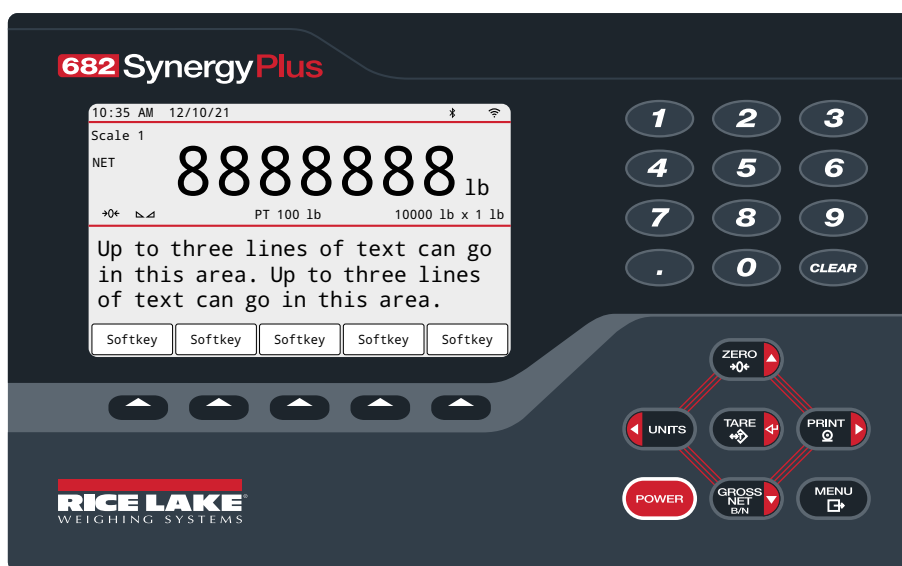 682 SynergyPlus
10:35 AM 12/10/21
Scale 1
NET
8888888 lb
→0← PT 100 lb 10000 lb x 1 lb
Up to three lines of text can go
in this area. Up to three lines
of text can go in this area.
Softkey Softkey Softkey Softkey Softkey
1 2 3
4 5 6
7 8 9
. 0 CLEAR
ZERO
→0←
UNITS TARE PRINT
T
POWER GROSS NET B/N MENU
RICE LAKE®
WEIGHING SYSTEMS